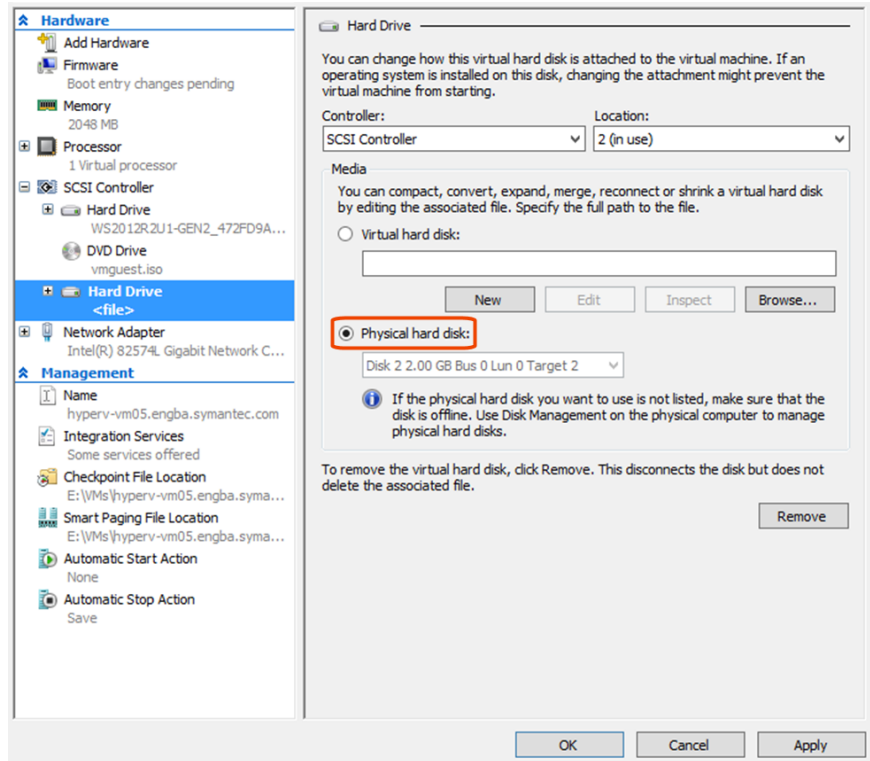 Hardware
Add Hardware
Firmware
Boot entry changes pending
Memory
2048 MB
Processor
1 Virtual processor
SCSI Controller
Hard Drive
WS2012R2U1-GEN2_472FD9A...
DVD Drive
vmguest.iso
Hard Drive
<file>
Network Adapter
Intel(R) 82574L Gigabit Network C...
Management
Name
hyperv-vm05.engba.symantec.com
Integration Services
Some services offered
Checkpoint File Location
E:\VMs\hyperv-vm05.engba.syma...
Smart Paging File Location
E:\VMs\hyperv-vm05.engba.syma...
Automatic Start Action
None
Automatic Stop Action
Save
Hard Drive
You can change how this virtual hard disk is attached to the virtual machine. If an
operating system is installed on this disk, changing the attachment might prevent the
virtual machine from starting.
Controller: Location:
SCSI Controller 2 (in use)
Media
You can compact, convert, expand, merge, reconnect or shrink a virtual hard disk
by editing the associated file. Specify the full path to the file.
Virtual hard disk:
New Edit Inspect Browse...
Physical hard disk:
Disk 2 2.00 GB Bus 0 Lun 0 Target 2
If the physical hard disk you want to use is not listed, make sure that the
disk is offline. Use Disk Management on the physical computer to manage
physical hard disks.
To remove the virtual hard disk, click Remove. This disconnects the disk but does not
delete the associated file.
Remove
OK Cancel Apply